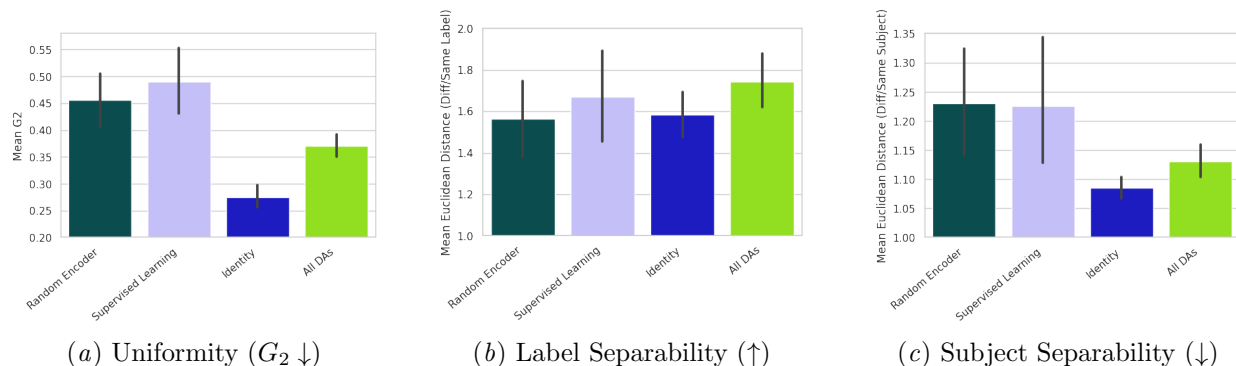 Mean G2
0.55
0.50
0.45
0.40
0.35
0.30
0.25
0.20
Random Encoder
Supervised Learning
Identity
All DAs
(a) Uniformity (G₂ ↓)
Mean Euclidean Distance (Diff/Same Label)
2.0
1.8
1.6
1.4
1.2
1.0
Random Encoder
Supervised Learning
Identity
All DAs
(b) Label Separability (↑)
Mean Euclidean Distance (Diff/Same Subject)
1.35
1.30
1.25
1.20
1.15
1.10
1.05
1.00
Random Encoder
Supervised Learning
Identity
All DAs
(c) Subject Separability (↓)